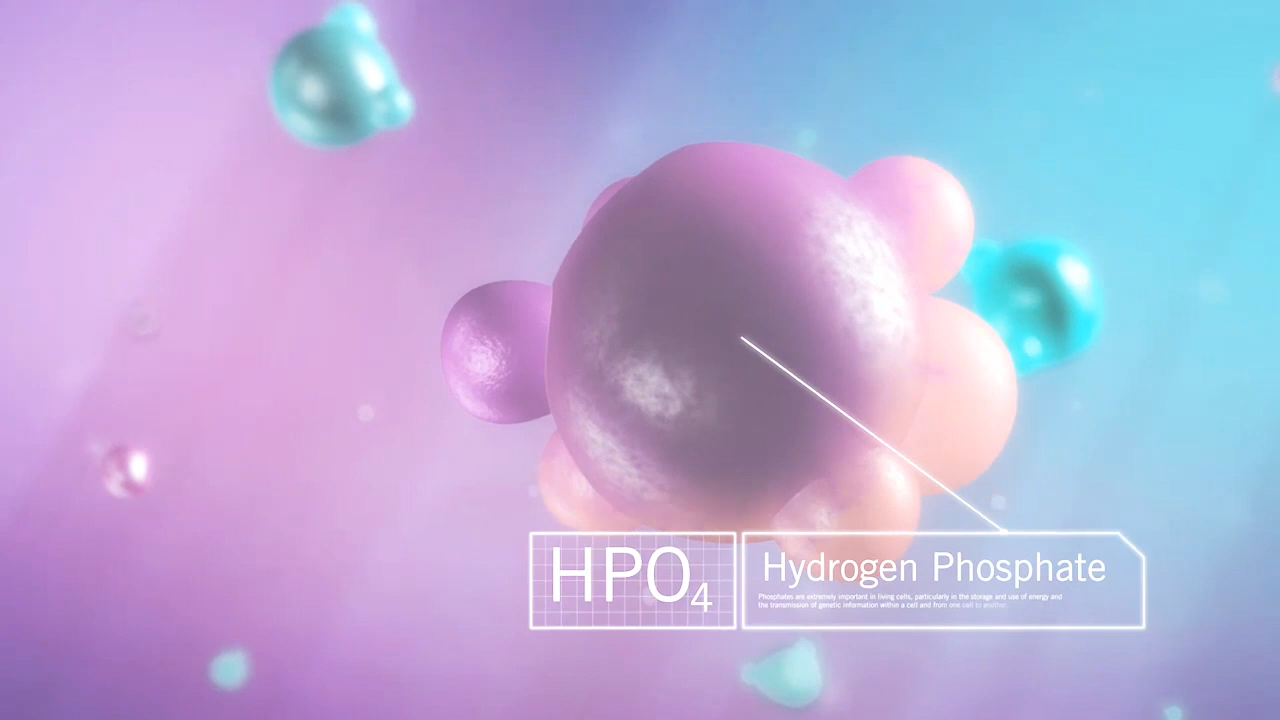 HPO₄
Hydrogen Phosphate
Phosphates are extremely important in living cells, particularly in the storage and use of energy and
the transmission of genetic information within a cell and from one cell to another.